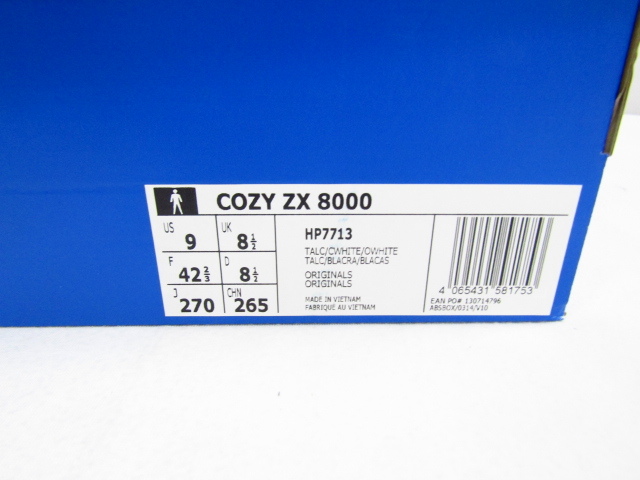 COZY ZX 8000
US 9 UK 8½
F 42⅔ D 8½
J 270 CHN 265
HP7713
TALC/CWHITE/OWHITE
TALC/BLACRA/BLACAS
ORIGINALS
ORIGINALS
MADE IN VIETNAM
FABRIQUE AU VIETNAM
4 065431 581753
EAN PO# 130714796
ABSBOX/0314/V10